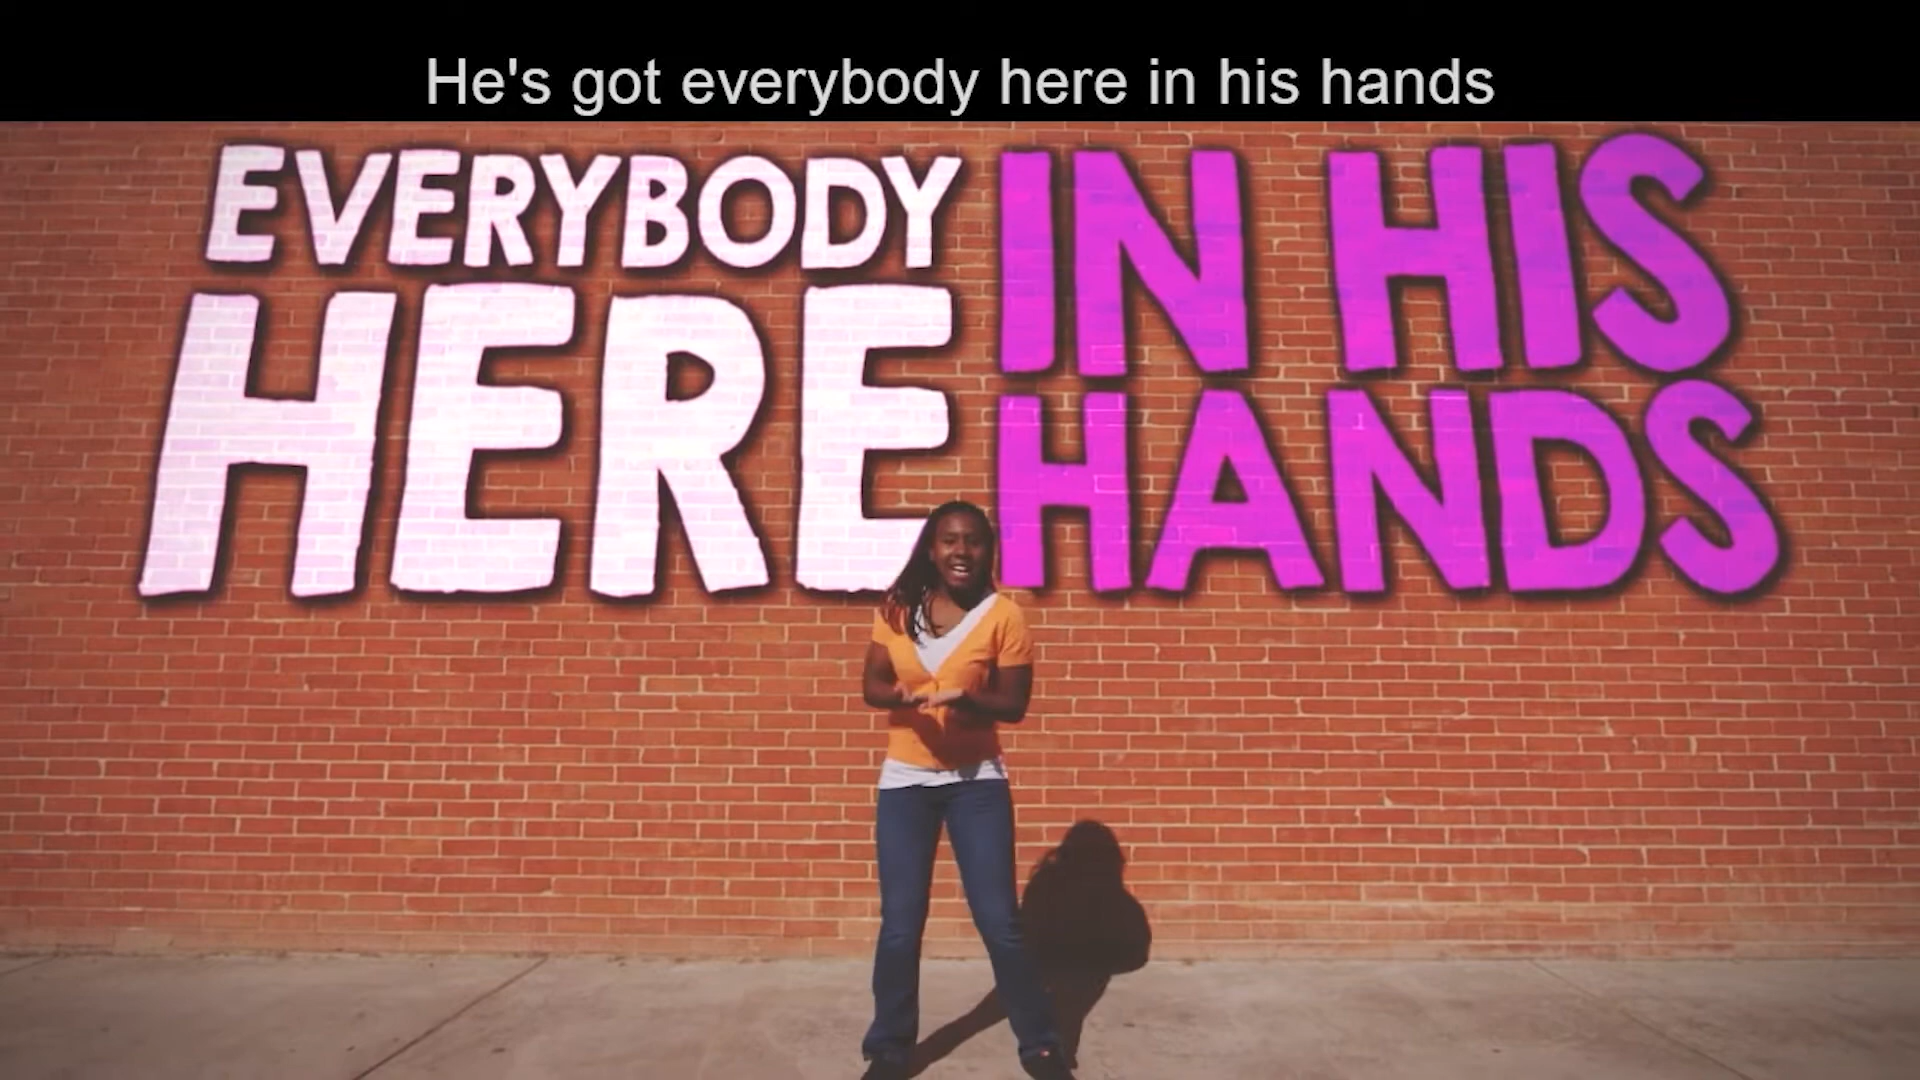 He's got everybody here in his hands
EVERYBODY
HERE
IN HIS
HANDS